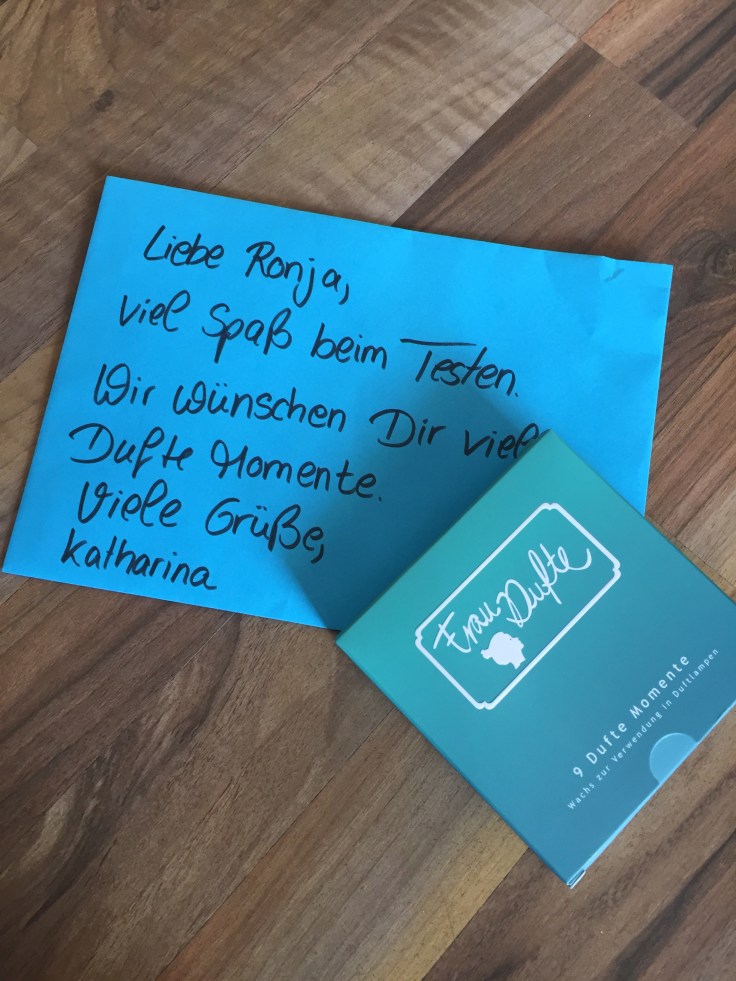 Liebe Ronja,
viel Spaß beim Testen.
Wir wünschen Dir viele
Dufte Momente.
Viele Grüße,
Katharina
Frau Dufte
9 Dufte Momente
Wachs zur Verwendung in Duftlampen